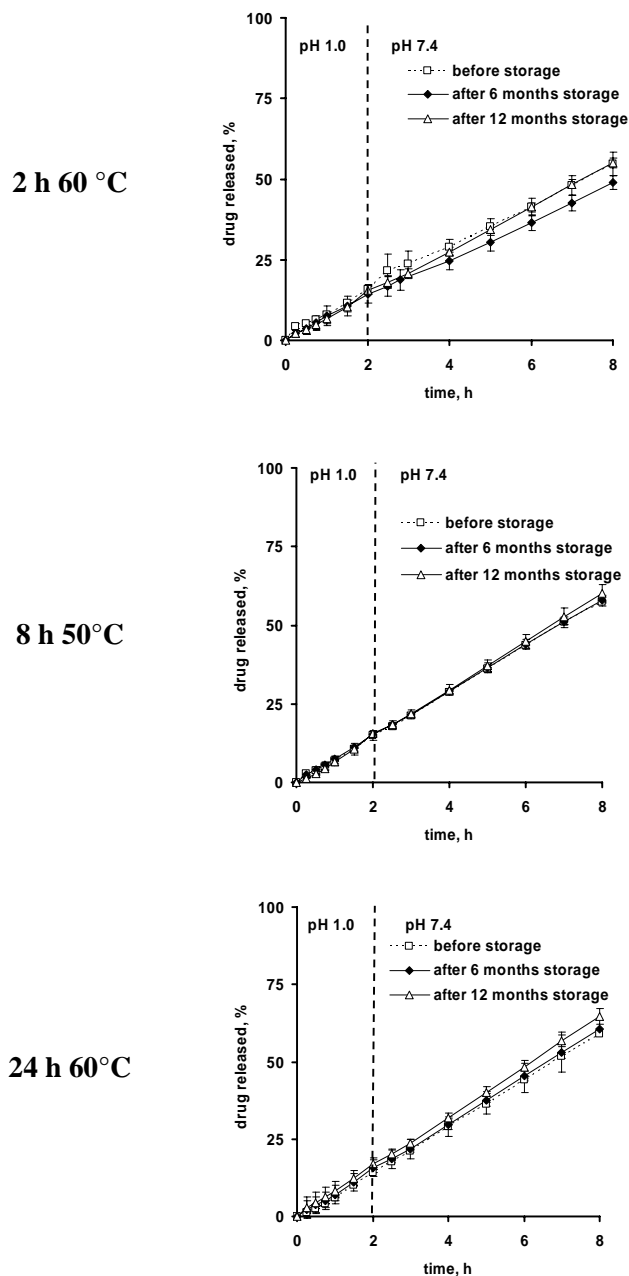 2 h 60 °C
100
75
50
25
0
drug released, %
pH 1.0
pH 7.4
before storage
after 6 months storage
after 12 months storage
0 2 4 6 8
time, h
8 h 50°C
100
75
50
25
0
drug released, %
pH 1.0
pH 7.4
before storage
after 6 months storage
after 12 months storage
0 2 4 6 8
time, h
24 h 60°C
100
75
50
25
0
drug released, %
pH 1.0
pH 7.4
before storage
after 6 months storage
after 12 months storage
0 2 4 6 8
time, h